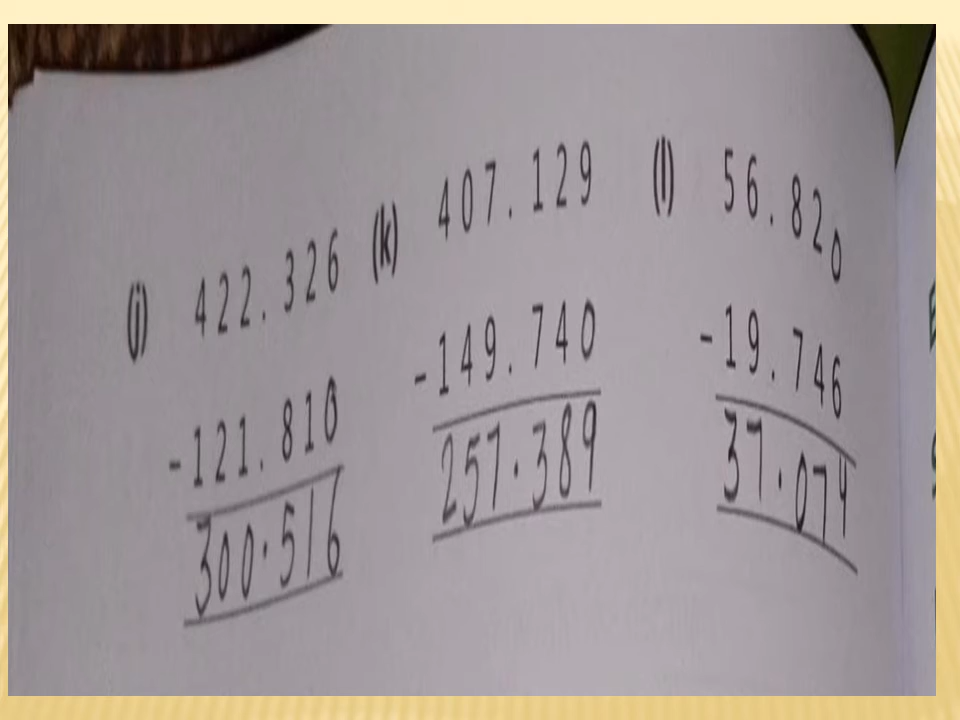 (j) 422.326
-121.810
300.516
(k) 407.129
-149.740
257.389
(l) 56.820
-19.746
37.074